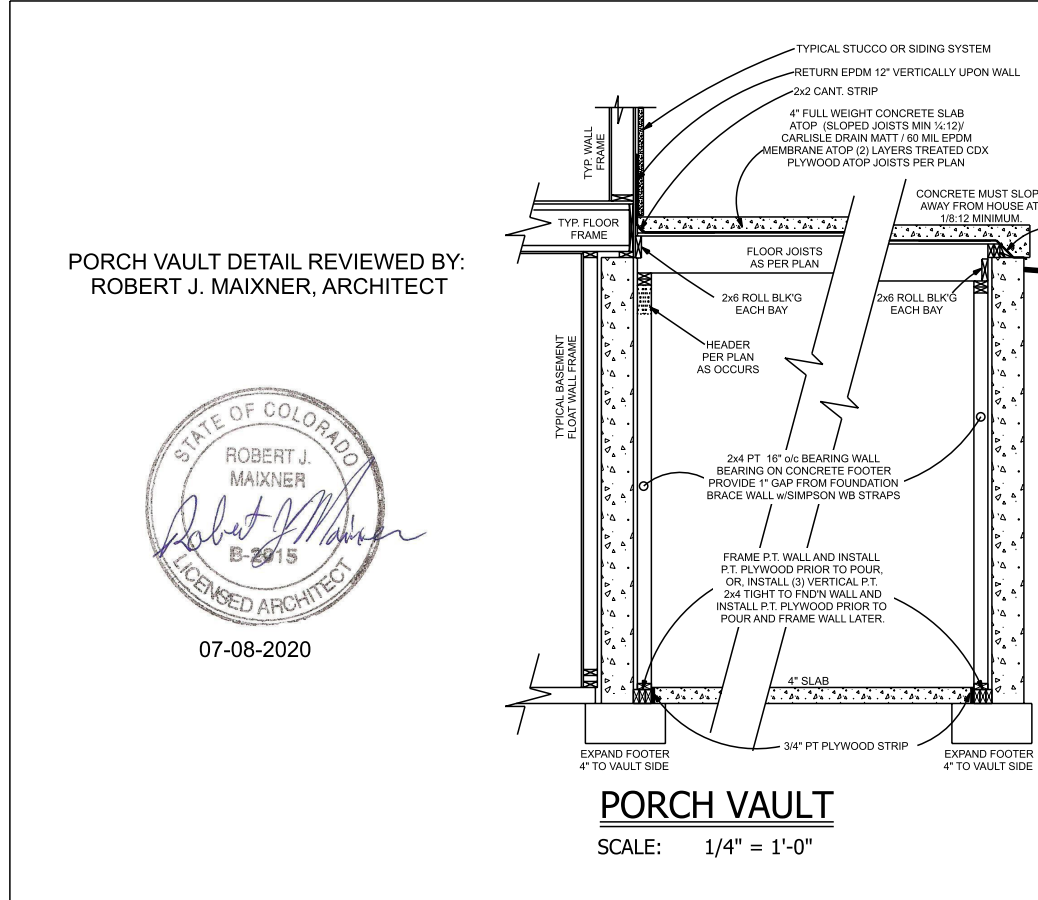 PORCH VAULT DETAIL REVIEWED BY:
ROBERT J. MAIXNER, ARCHITECT
STATE OF COLORADO
ROBERT J.
MAIXNER
Robert J Maixner
B-2015
LICENSED ARCHITECT
07-08-2020
TYPICAL STUCCO OR SIDING SYSTEM
RETURN EPDM 12" VERTICALLY UPON WALL
2x2 CANT. STRIP
4" FULL WEIGHT CONCRETE SLAB
ATOP (SLOPED JOISTS MIN ¼:12)/
CARLISLE DRAIN MATT / 60 MIL EPDM
MEMBRANE ATOP (2) LAYERS TREATED CDX
PLYWOOD ATOP JOISTS PER PLAN
TYP. WALL
FRAME
CONCRETE MUST SLOP
AWAY FROM HOUSE AT
1/8:12 MINIMUM.
TYP. FLOOR
FRAME
FLOOR JOISTS
AS PER PLAN
2x6 ROLL BLK'G
EACH BAY
2x6 ROLL BLK'G
EACH BAY
HEADER
PER PLAN
AS OCCURS
TYPICAL BASEMENT
FLOAT WALL FRAME
2x4 PT 16" o/c BEARING WALL
BEARING ON CONCRETE FOOTER
PROVIDE 1" GAP FROM FOUNDATION
BRACE WALL w/SIMPSON WB STRAPS
FRAME P.T. WALL AND INSTALL
P.T. PLYWOOD PRIOR TO POUR,
OR, INSTALL (3) VERTICAL P.T.
2x4 TIGHT TO FND'N WALL AND
INSTALL P.T. PLYWOOD PRIOR TO
POUR AND FRAME WALL LATER.
4" SLAB
3/4" PT PLYWOOD STRIP
EXPAND FOOTER
4" TO VAULT SIDE
EXPAND FOOTER
4" TO VAULT SIDE
PORCH VAULT
SCALE: 1/4" = 1'-0"